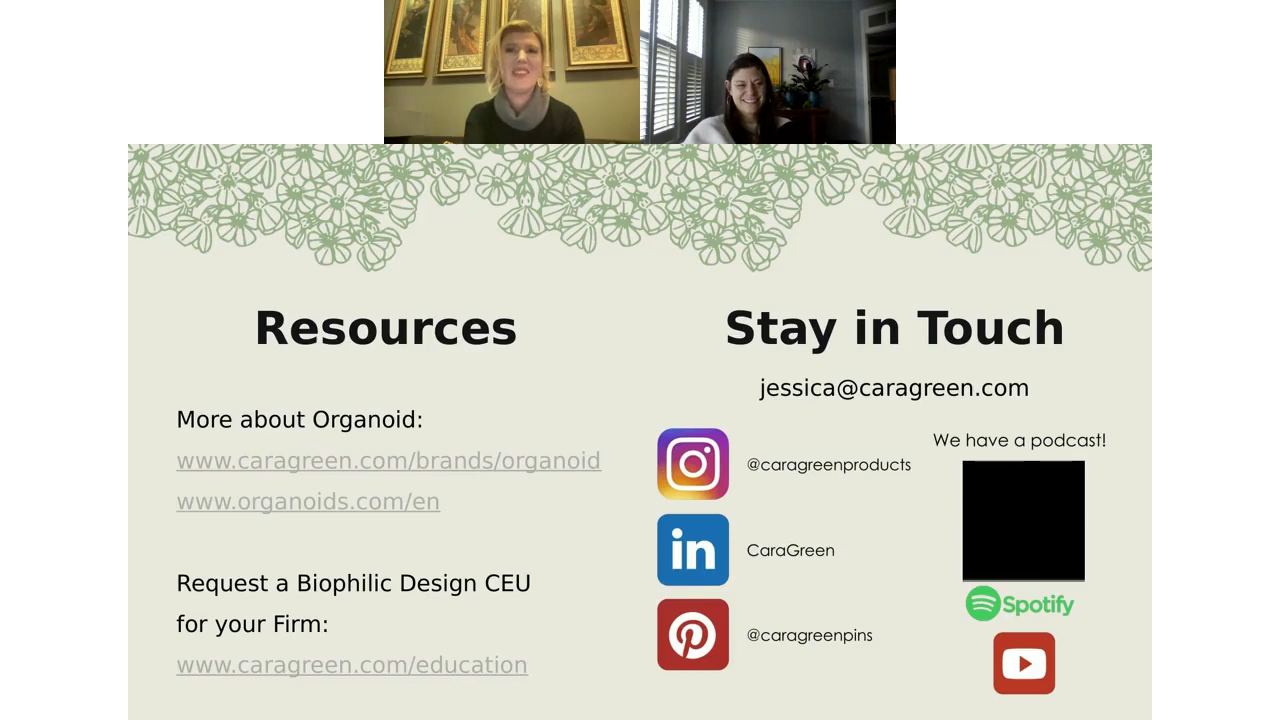 Resources
More about Organoid:
www.caragreen.com/brands/organoid
www.organoids.com/en
Request a Biophilic Design CEU
for your Firm:
www.caragreen.com/education
Stay in Touch
jessica@caragreen.com
@caragreenproducts
in
CaraGreen
@caragreenpins
We have a podcast!
Spotify